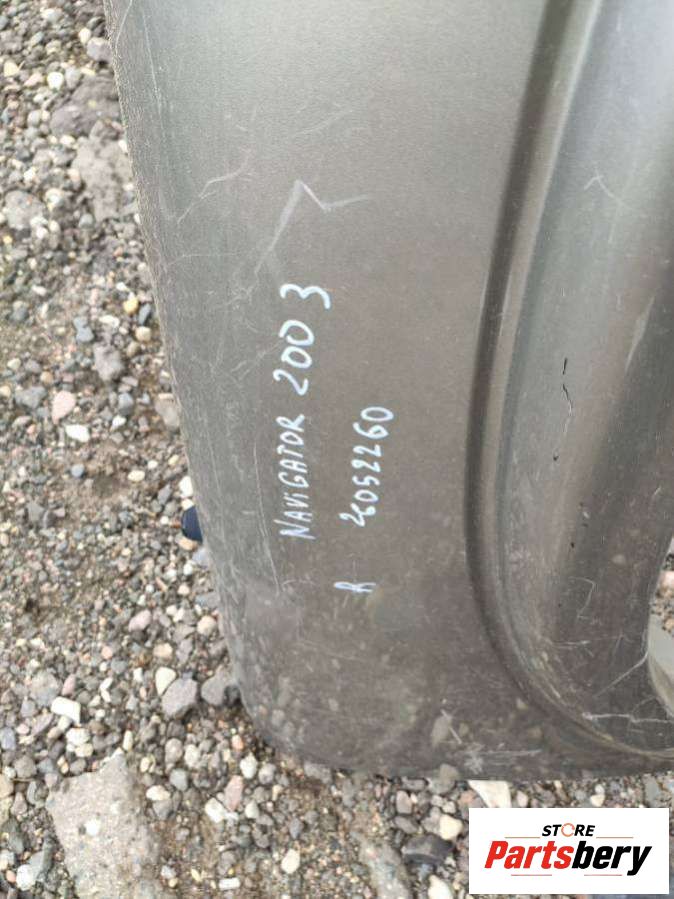 NAViGATOR 2003
R 4052260
STORE
Partsbery